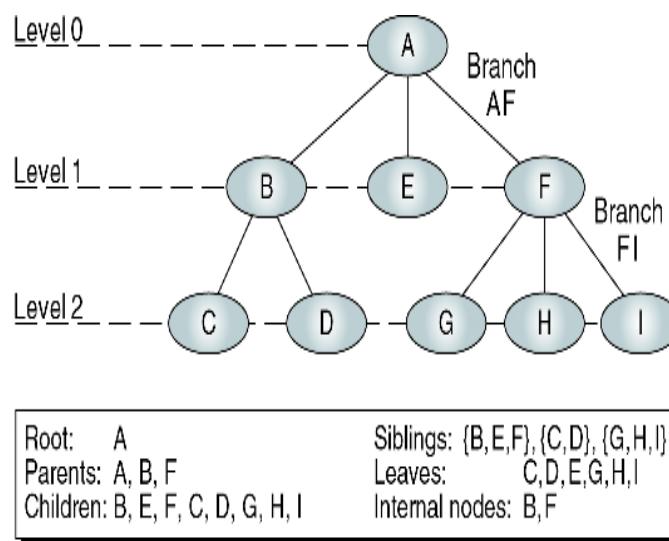 Level 0
A
Branch
AF
Level 1
B E F
Branch
FI
Level 2
C D G H I
Root: A
Parents: A, B, F
Children: B, E, F, C, D, G, H, I
Siblings: {B,E,F}, {C,D}, {G,H,I}
Leaves: C,D,E,G,H,I
Internal nodes: B,F